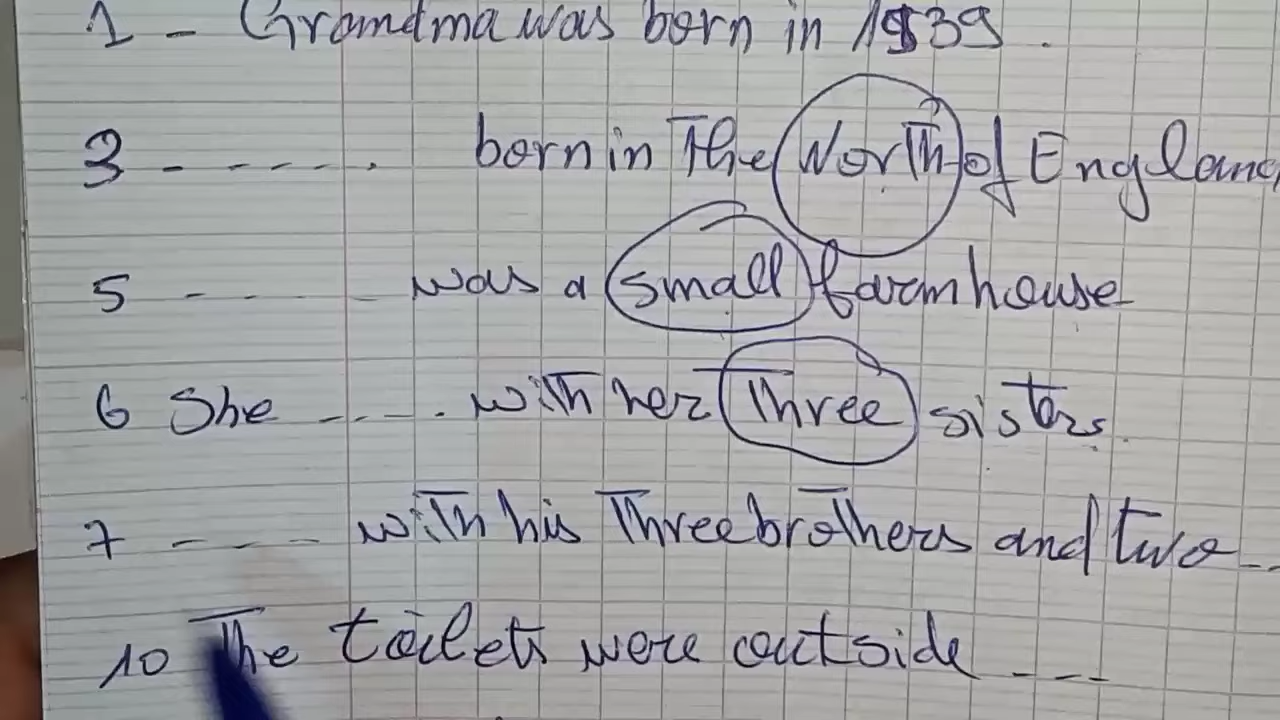 1 - Grandma was born in 1939.
3 - - - - - . born in The North of England
5 - - - - was a small farmhouse
6 She - - - - . with her Three sisters.
7 - - - - with his Three brothers and two - -
10 The toilets were outside - - -